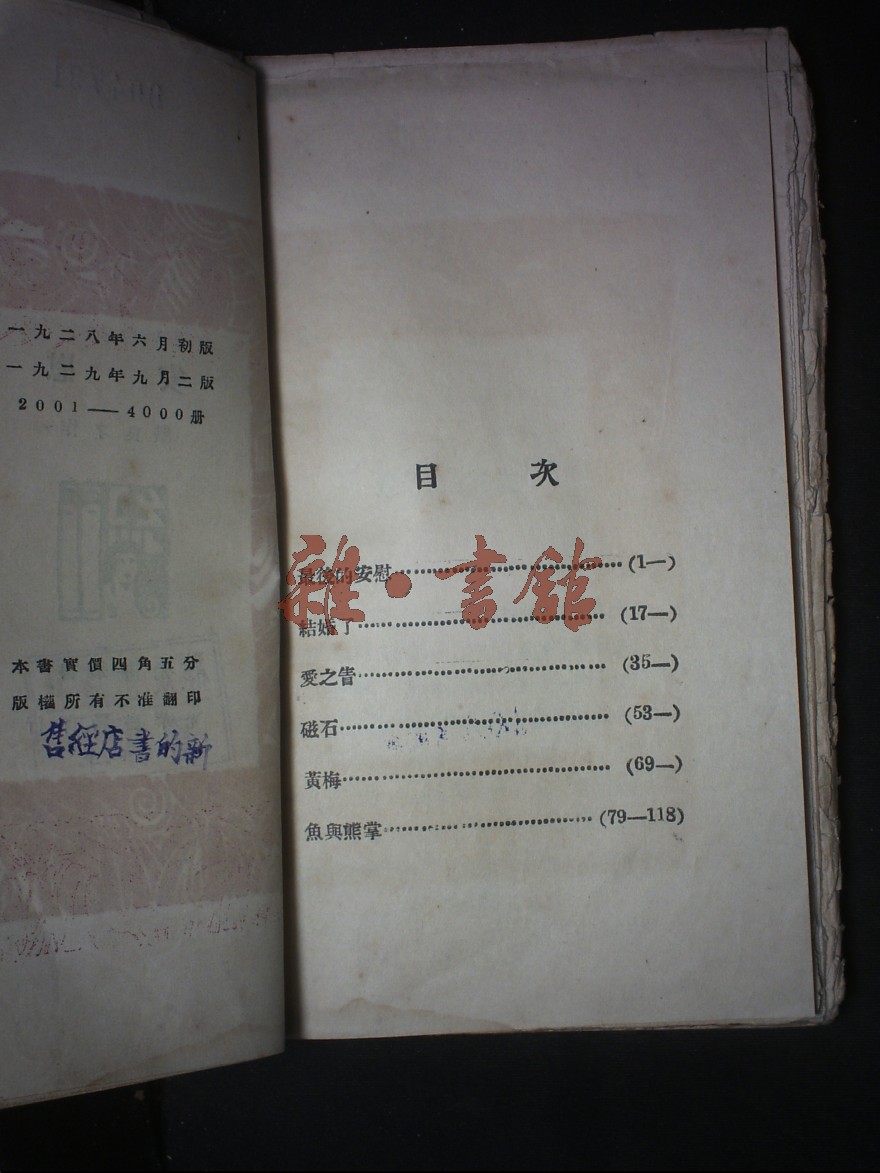 一九二八年六月初版
一九二九年九月二版
2001——4000册
本書實價四角五分
版權所有不准翻印
新的書店經售
目 次
最後的安慰……………………(1—)
結婚了……………………(17—)
愛之眚……………………(35—)
磁石……………………(53—)
黃梅……………………(69—)
魚與熊掌……………………(79—118)
雜·書館